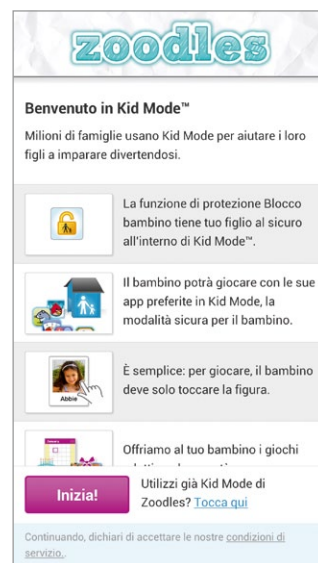 zoodles
Benvenuto in Kid Mode™
Milioni di famiglie usano Kid Mode per aiutare i loro
figli a imparare divertendosi.
La funzione di protezione Blocco
bambino tiene tuo figlio al sicuro
all'interno di Kid Mode™.
Il bambino potrà giocare con le sue
app preferite in Kid Mode, la
modalità sicura per il bambino.
Abbie
È semplice: per giocare, il bambino
deve solo toccare la figura.
Offriamo al tuo bambino i giochi
Inizia!
Utilizzi già Kid Mode di
Zoodles? Tocca qui
Continuando, dichiari di accettare le nostre condizioni di
servizio..